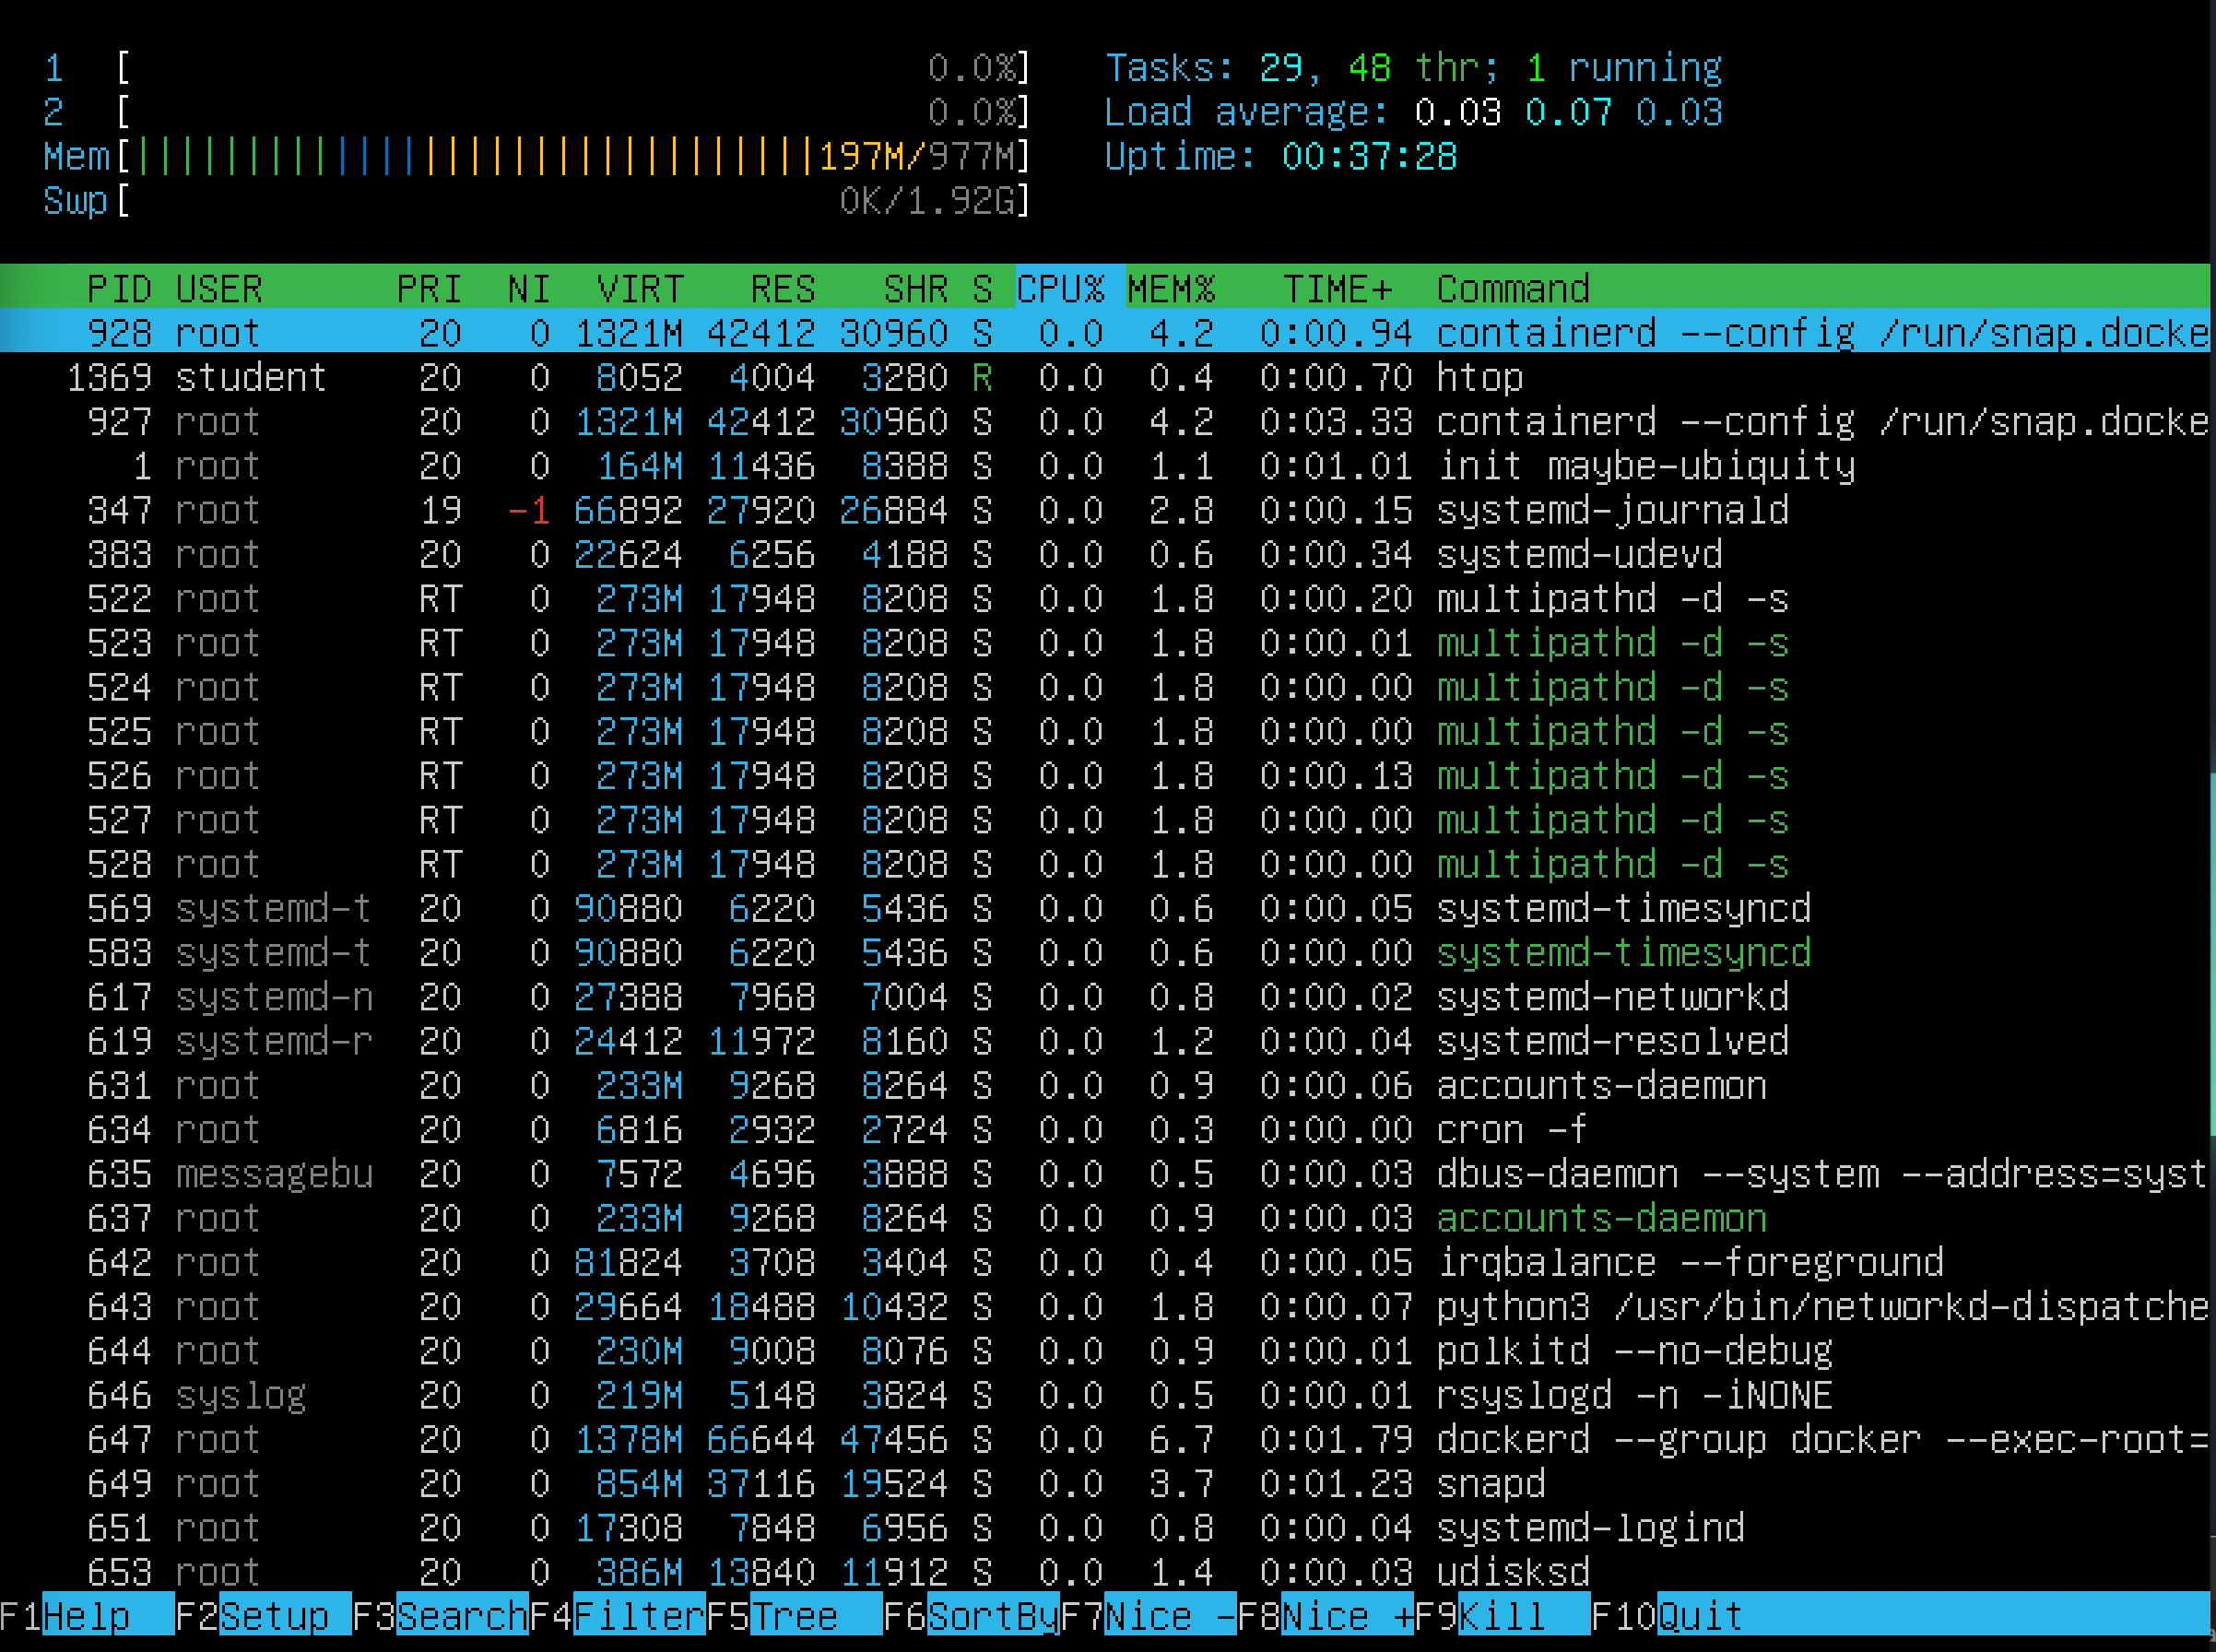 1 [ 0.0%] Tasks: 29, 48 thr; 1 running
2 [ 0.0%] Load average: 0.03 0.07 0.03
Mem[||||||||||||||||||||||||||||||197M/977M] Uptime: 00:37:28
Swp[ 0K/1.92G]
PID USER PRI NI VIRT RES SHR S CPU% MEM% TIME+ Command
928 root 20 0 1321M 42412 30960 S 0.0 4.2 0:00.94 containerd --config /run/snap.docke
1369 student 20 0 8052 4004 3280 R 0.0 0.4 0:00.70 htop
927 root 20 0 1321M 42412 30960 S 0.0 4.2 0:03.33 containerd --config /run/snap.docke
1 root 20 0 164M 11436 8388 S 0.0 1.1 0:01.01 init maybe-ubiquity
347 root 19 -1 66892 27920 26884 S 0.0 2.8 0:00.15 systemd-journald
383 root 20 0 22624 6256 4188 S 0.0 0.6 0:00.34 systemd-udevd
522 root RT 0 273M 17948 8208 S 0.0 1.8 0:00.20 multipathd -d -s
523 root RT 0 273M 17948 8208 S 0.0 1.8 0:00.01 multipathd -d -s
524 root RT 0 273M 17948 8208 S 0.0 1.8 0:00.00 multipathd -d -s
525 root RT 0 273M 17948 8208 S 0.0 1.8 0:00.00 multipathd -d -s
526 root RT 0 273M 17948 8208 S 0.0 1.8 0:00.13 multipathd -d -s
527 root RT 0 273M 17948 8208 S 0.0 1.8 0:00.00 multipathd -d -s
528 root RT 0 273M 17948 8208 S 0.0 1.8 0:00.00 multipathd -d -s
569 systemd-t 20 0 90880 6220 5436 S 0.0 0.6 0:00.05 systemd-timesyncd
583 systemd-t 20 0 90880 6220 5436 S 0.0 0.6 0:00.00 systemd-timesyncd
617 systemd-n 20 0 27388 7968 7004 S 0.0 0.8 0:00.02 systemd-networkd
619 systemd-r 20 0 24412 11972 8160 S 0.0 1.2 0:00.04 systemd-resolved
631 root 20 0 233M 9268 8264 S 0.0 0.9 0:00.06 accounts-daemon
634 root 20 0 6816 2932 2724 S 0.0 0.3 0:00.00 cron -f
635 messagebu 20 0 7572 4696 3888 S 0.0 0.5 0:00.03 dbus-daemon --system --address=syst
637 root 20 0 233M 9268 8264 S 0.0 0.9 0:00.03 accounts-daemon
642 root 20 0 81824 3708 3404 S 0.0 0.4 0:00.05 irqbalance --foreground
643 root 20 0 29664 18488 10432 S 0.0 1.8 0:00.07 python3 /usr/bin/networkd-dispatche
644 root 20 0 230M 9008 8076 S 0.0 0.9 0:00.01 polkitd --no-debug
646 syslog 20 0 219M 5148 3824 S 0.0 0.5 0:00.01 rsyslogd -n -iNONE
647 root 20 0 1378M 66644 47456 S 0.0 6.7 0:01.79 dockerd --group docker --exec-root=
649 root 20 0 854M 37116 19524 S 0.0 3.7 0:01.23 snapd
651 root 20 0 17308 7848 6956 S 0.0 0.8 0:00.04 systemd-logind
653 root 20 0 386M 13840 11912 S 0.0 1.4 0:00.03 udisksd
F1Help F2Setup F3SearchF4FilterF5Tree F6SortByF7Nice -F8Nice +F9Kill F10Quit